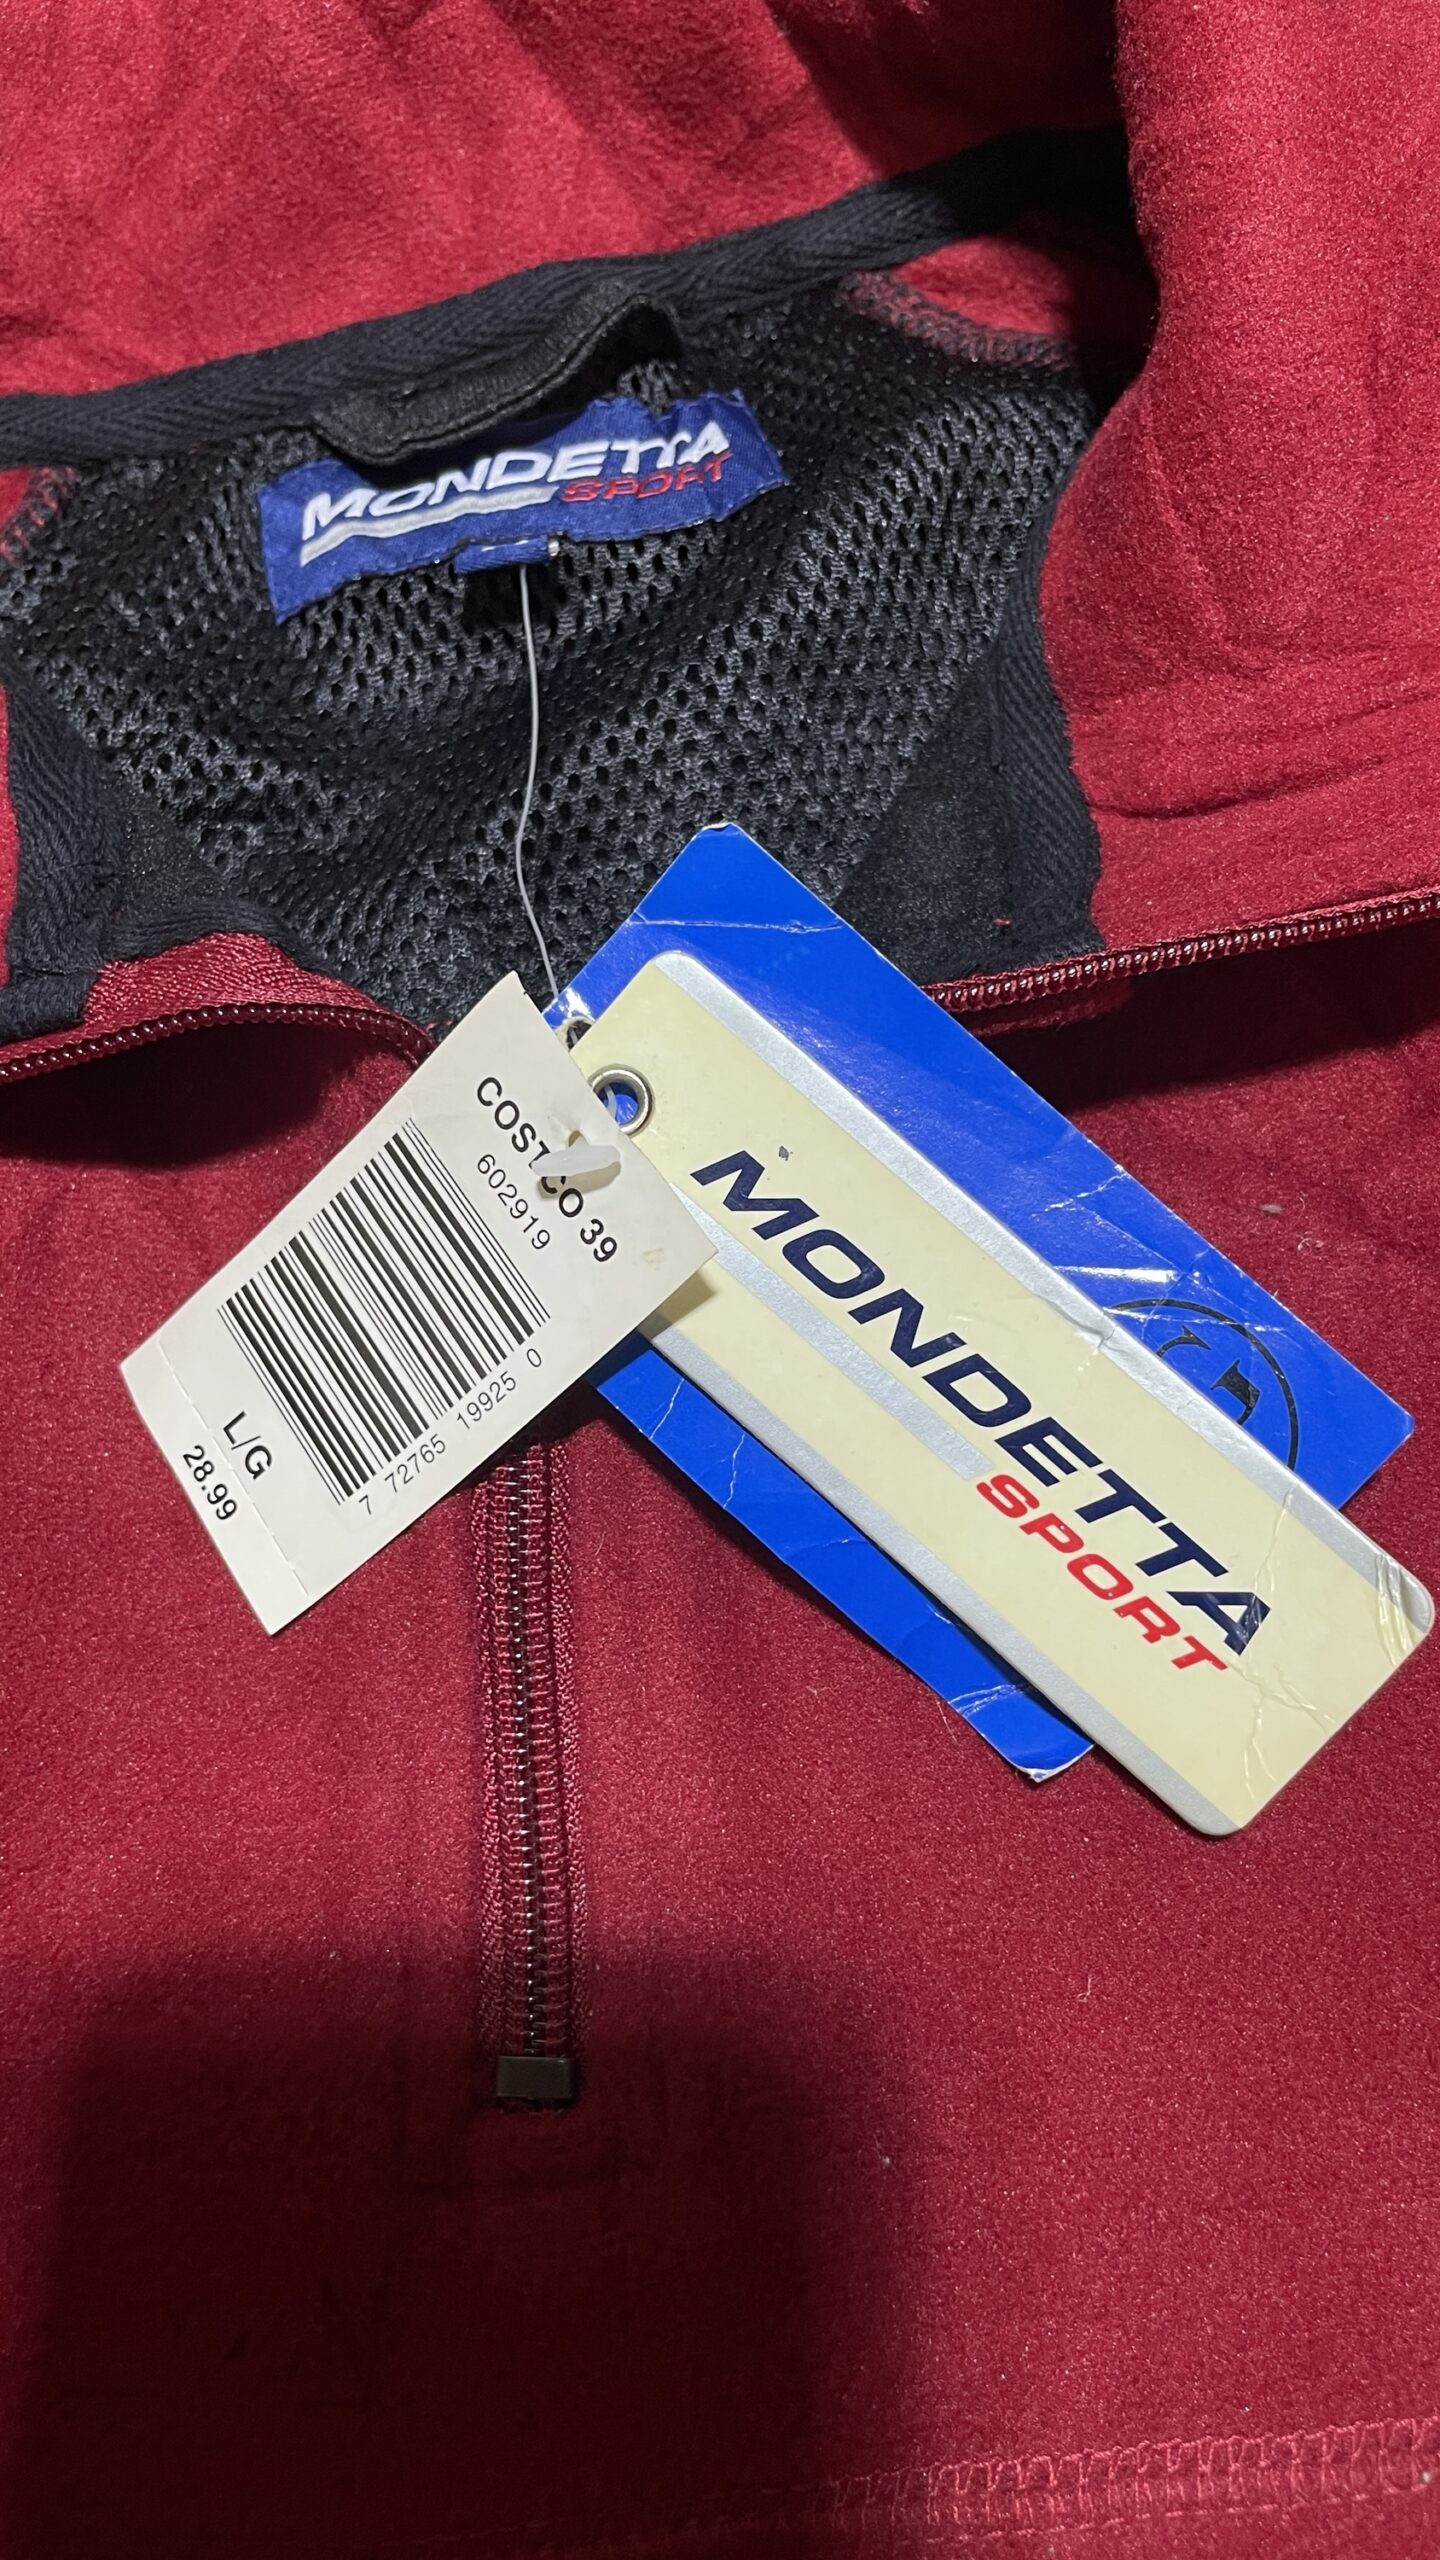 MONDETTA
SPORT
COSTCO 39
602919
7 72765 19925 0
L/G
28.99
MONDETTA
SPORT